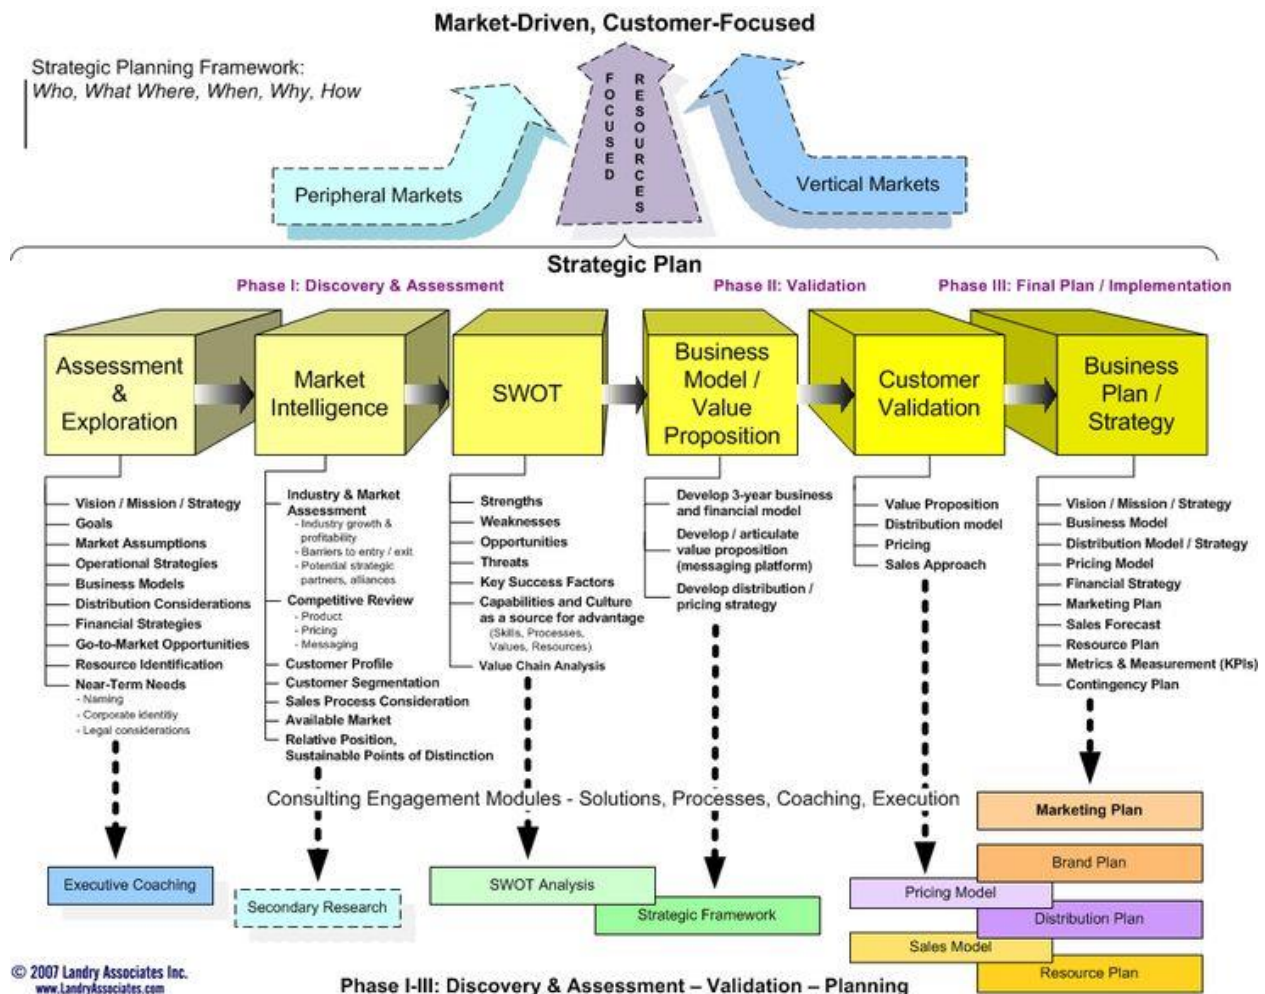 Market-Driven, Customer-Focused
Strategic Planning Framework:
Who, What Where, When, Why, How
FOCUSED
RESOURCES
Peripheral Markets
Vertical Markets
Strategic Plan
Phase I: Discovery & Assessment
Phase II: Validation
Phase III: Final Plan / Implementation
Assessment
&
Exploration
Market
Intelligence
SWOT
Business
Model /
Value
Proposition
Customer
Validation
Business
Plan /
Strategy
Vision / Mission / Strategy
Goals
Market Assumptions
Operational Strategies
Business Models
Distribution Considerations
Financial Strategies
Go-to-Market Opportunities
Resource Identification
Near-Term Needs
- Naming
- Corporate identitiy
- Legal considerations
Industry & Market
Assessment
- Industry growth &
profitability
- Barriers to entry / exit
- Potential strategic
partners, alliances
Competitive Review
- Product
- Pricing
- Messaging
Customer Profile
Customer Segmentation
Sales Process Consideration
Available Market
Relative Position,
Sustainable Points of Distinction
Strengths
Weaknesses
Opportunities
Threats
Key Success Factors
Capabilities and Culture
as a source for advantage
(Skills, Processes,
Values, Resources)
Value Chain Analysis
Develop 3-year business
and financial model
Develop / articulate
value proposition
(messaging platform)
Develop distribution /
pricing strategy
Value Proposition
Distribution model
Pricing
Sales Approach
Vision / Mission / Strategy
Business Model
Distribution Model / Strategy
Pricing Model
Financial Strategy
Marketing Plan
Sales Forecast
Resource Plan
Metrics & Measurement (KPIs)
Contingency Plan
Consulting Engagement Modules - Solutions, Processes, Coaching, Execution
Executive Coaching
Secondary Research
SWOT Analysis
Strategic Framework
Pricing Model
Sales Model
Marketing Plan
Brand Plan
Distribution Plan
Resource Plan
© 2007 Landry Associates Inc.
www.LandryAssociates.com
Phase I-III: Discovery & Assessment – Validation – Planning